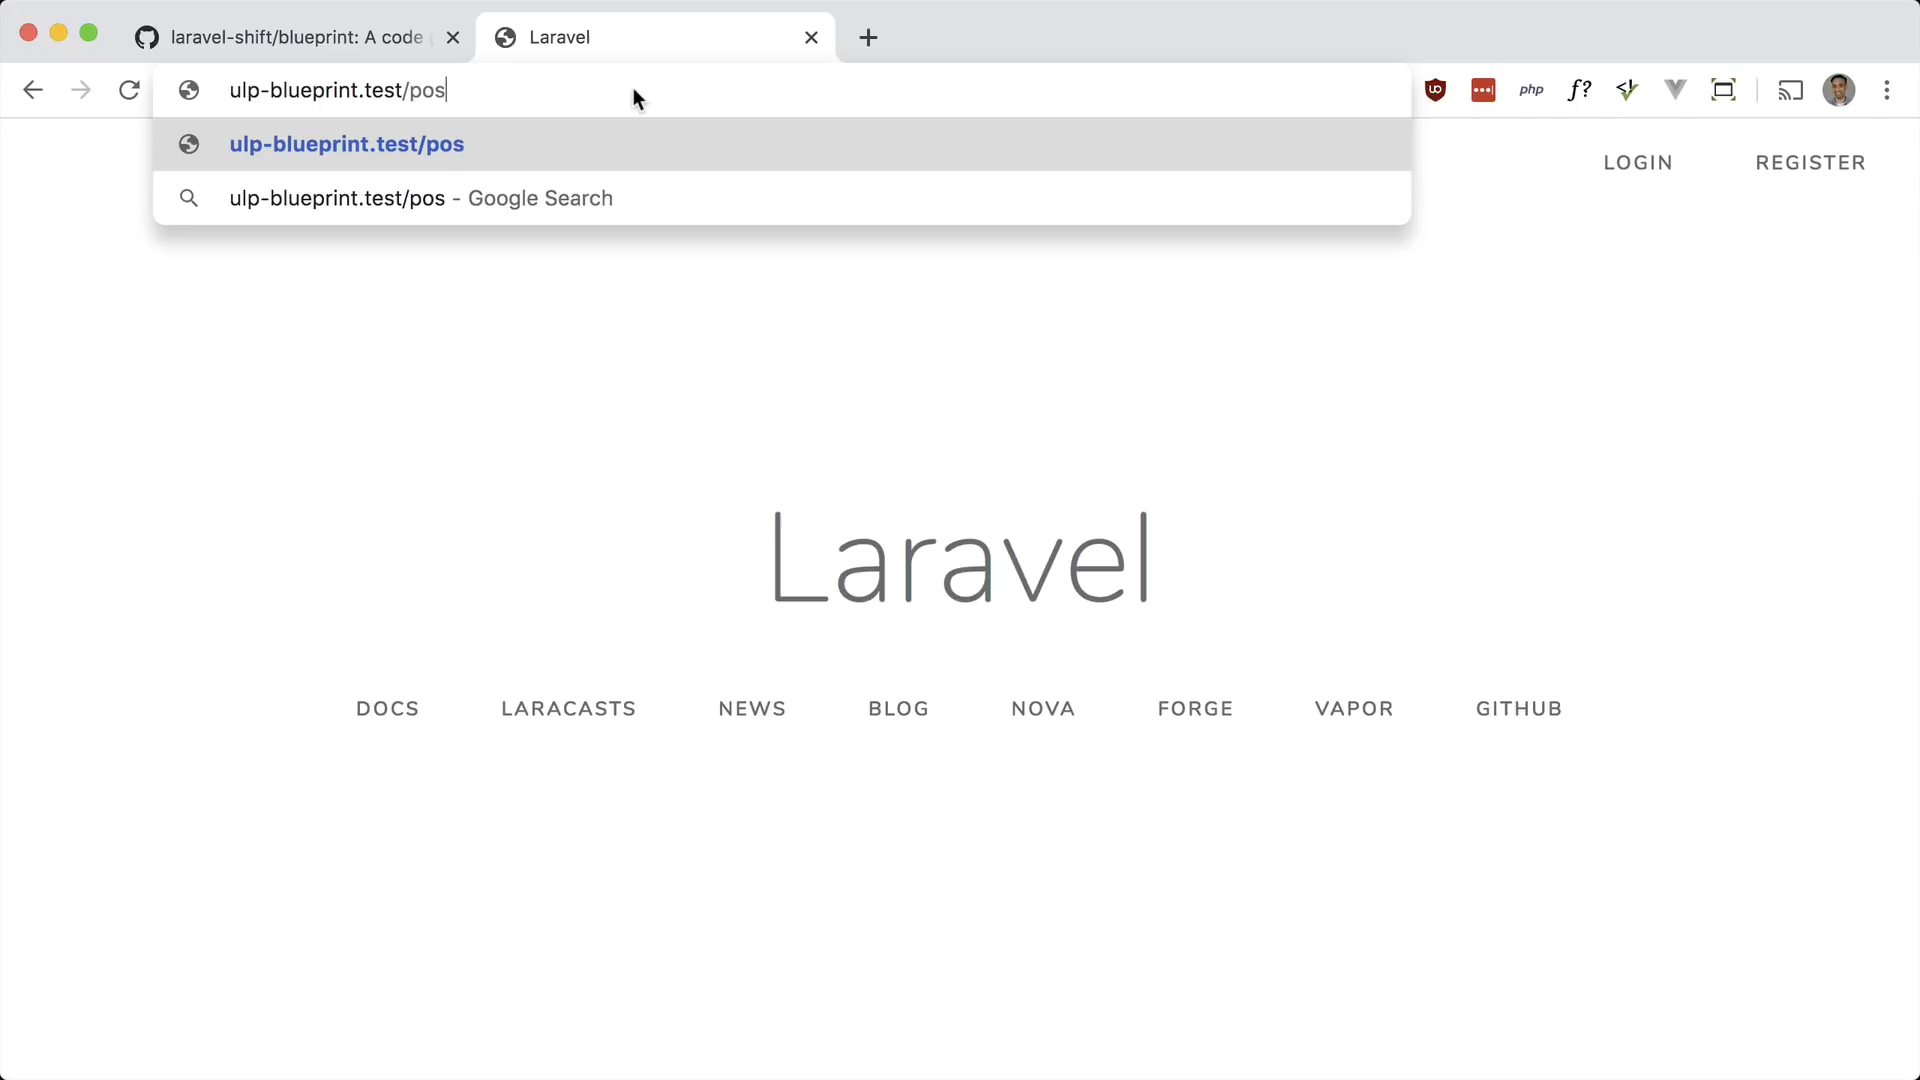 laravel-shift/blueprint: A code
Laravel
ulp-blueprint.test/pos
php
f?
ulp-blueprint.test/pos
ulp-blueprint.test/pos - Google Search
LOGIN REGISTER
Laravel
DOCS LARACASTS NEWS BLOG NOVA FORGE VAPOR GITHUB